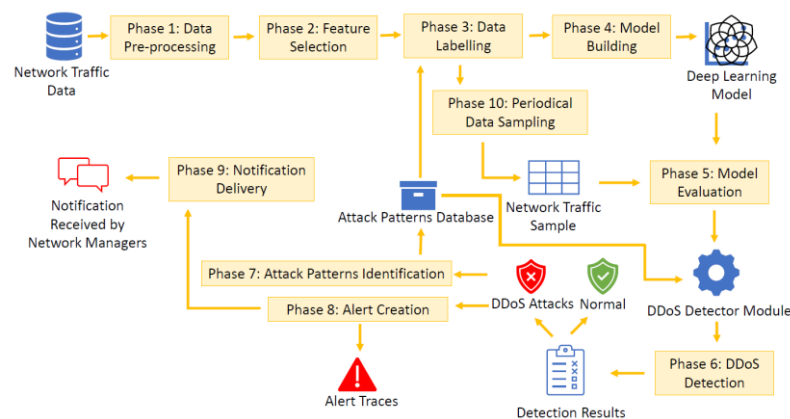 Phase 1: Data
Pre-processing
Phase 2: Feature
Selection
Phase 3: Data
Labelling
Phase 4: Model
Building
Network Traffic
Data
Deep Learning
Model
Phase 10: Periodical
Data Sampling
Phase 9: Notification
Delivery
Phase 5: Model
Evaluation
Notification
Received by
Network Managers
Attack Patterns Database
Network Traffic
Sample
Phase 7: Attack Patterns Identification
Phase 8: Alert Creation
DDoS Attacks
Normal
DDoS Detector Module
Phase 6: DDoS
Detection
Alert Traces
Detection Results